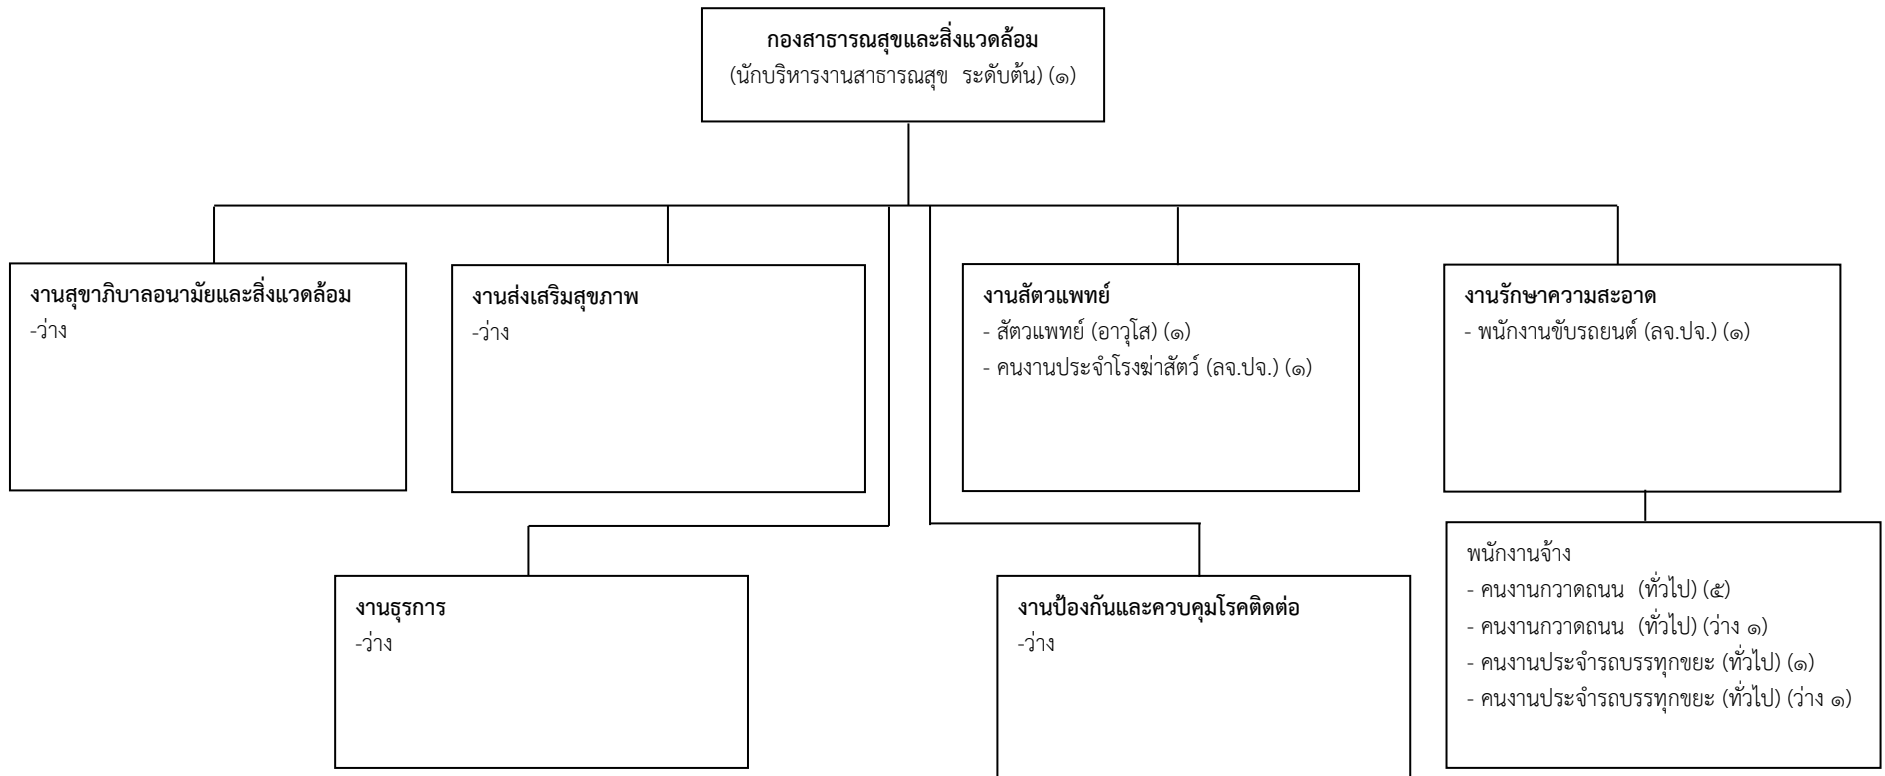 กองสาธารณสุขและสิ่งแวดล้อม
(นักบริหารงานสาธารณสุข ระดับต้น) (๑)
งานสุขาภิบาลอนามัยและสิ่งแวดล้อม
-ว่าง
งานส่งเสริมสุขภาพ
-ว่าง
งานสัตวแพทย์
- สัตวแพทย์ (อาวุโส) (๑)
- คนงานประจำโรงฆ่าสัตว์ (ลจ.ปจ.) (๑)
งานรักษาความสะอาด
- พนักงานขับรถยนต์ (ลจ.ปจ.) (๑)
งานธุรการ
-ว่าง
งานป้องกันและควบคุมโรคติดต่อ
-ว่าง
พนักงานจ้าง
- คนงานกวาดถนน (ทั่วไป) (๕)
- คนงานกวาดถนน (ทั่วไป) (ว่าง ๑)
- คนงานประจำรถบรรทุกขยะ (ทั่วไป) (๑)
- คนงานประจำรถบรรทุกขยะ (ทั่วไป) (ว่าง ๑)